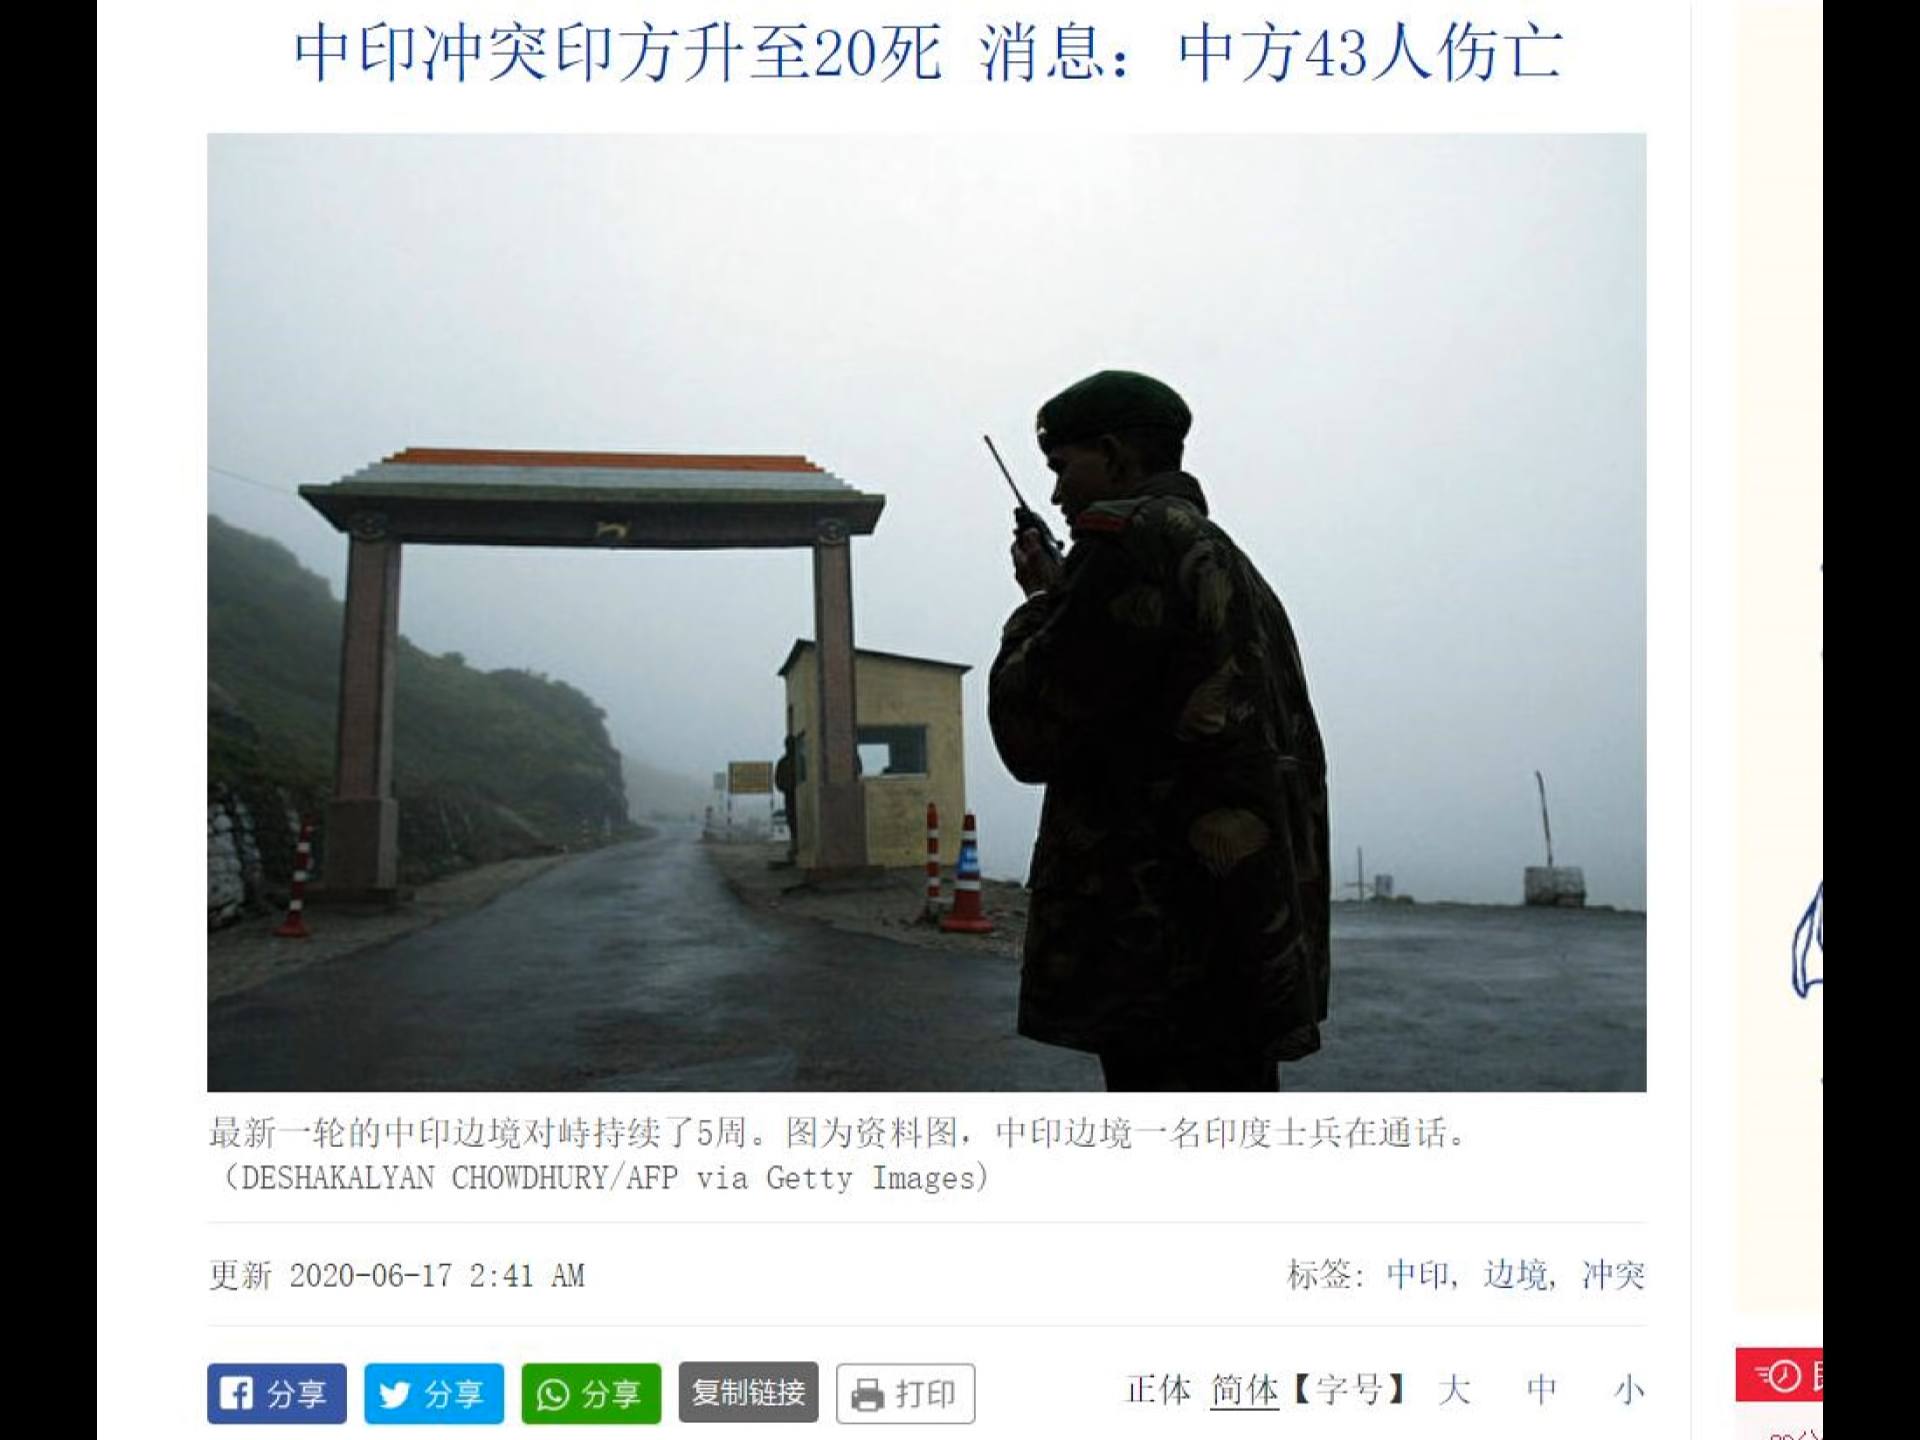 中印冲突印方升至20死 消息：中方43人伤亡
最新一轮的中印边境对峙持续了5周。图为资料图，中印边境一名印度士兵在通话。
（DESHAKALYAN CHOWDHURY/AFP via Getty Images）
更新 2020-06-17 2:41 AM
标签: 中印, 边境, 冲突
分享 分享 分享 复制链接 打印
正体 简体【字号】 大 中 小